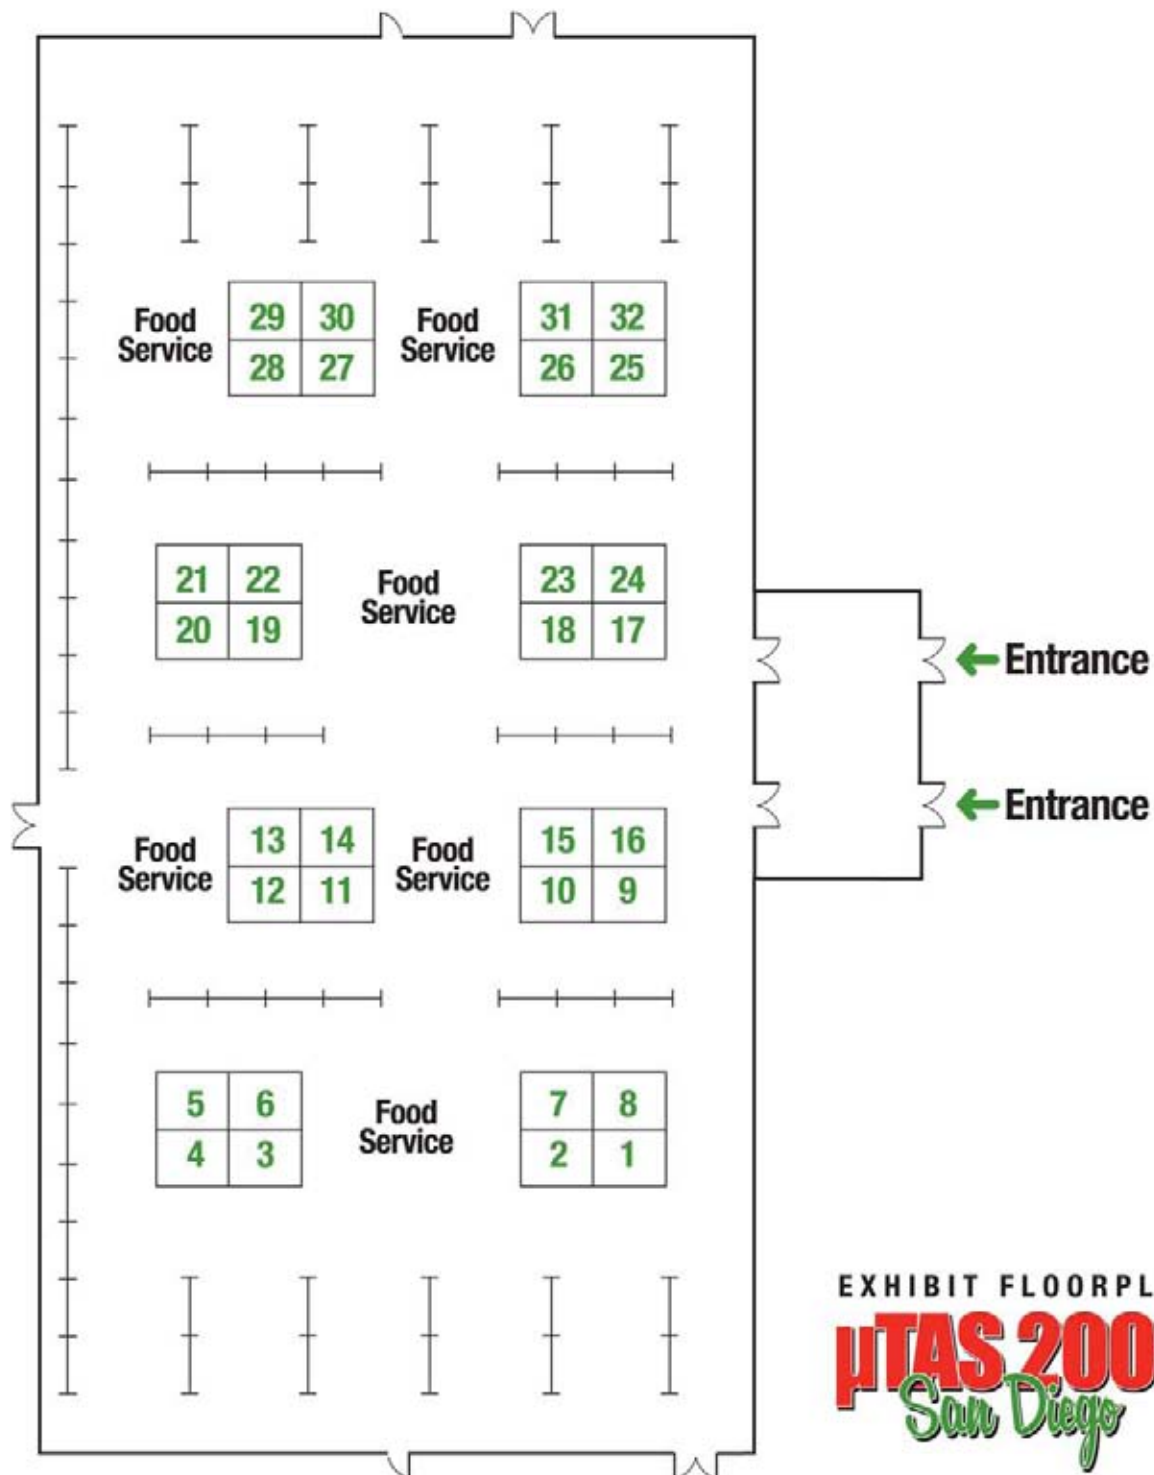 29 30
31 32
Food
Service
Food
Service
28 27
26 25
21 22
23 24
Food
Service
20 19
18 17
Entrance
Entrance
13 14
15 16
Food
Service
Food
Service
12 11
10 9
5 6
7 8
Food
Service
4 3
2 1
EXHIBIT FLOORPL
µTAS 200
San Diego